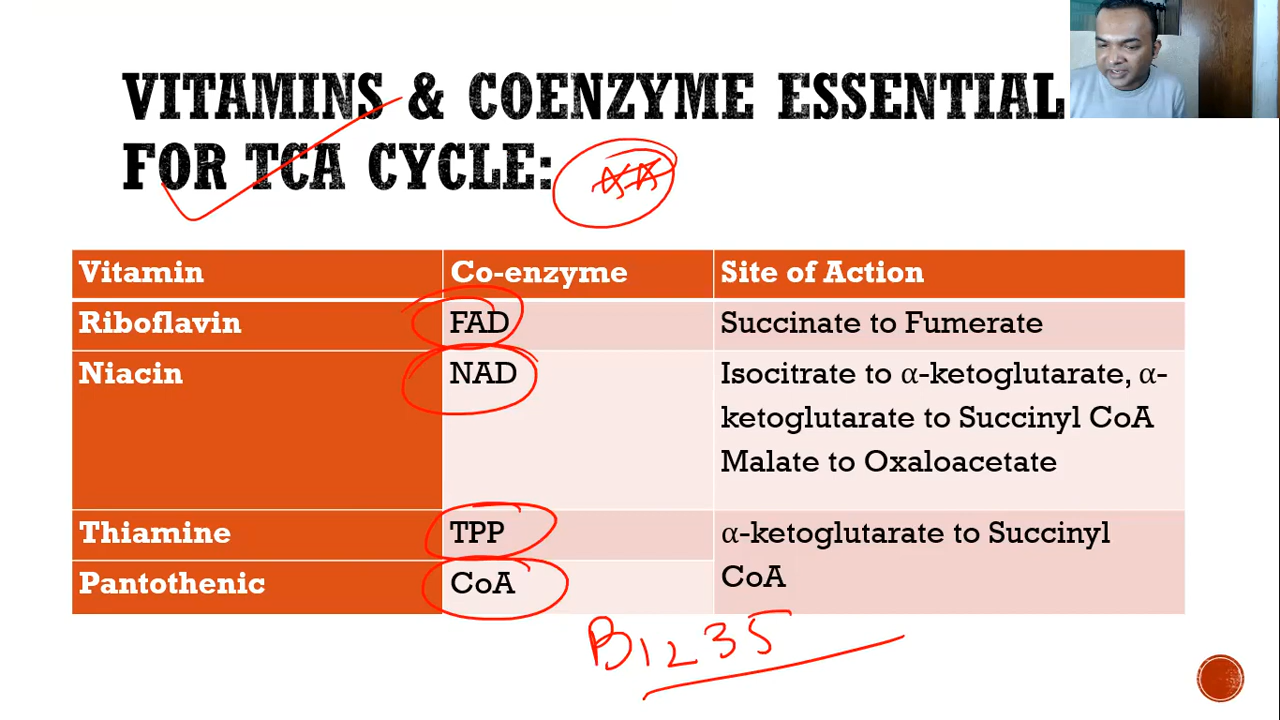 VITAMINS & COENZYME ESSENTIAL
FOR TCA CYCLE:
Vitamin Co-enzyme Site of Action
Riboflavin FAD Succinate to Fumerate
Niacin NAD Isocitrate to α-ketoglutarate, α-
ketoglutarate to Succinyl CoA
Malate to Oxaloacetate
Thiamine TPP α-ketoglutarate to Succinyl
CoA
Pantothenic CoA
B1235